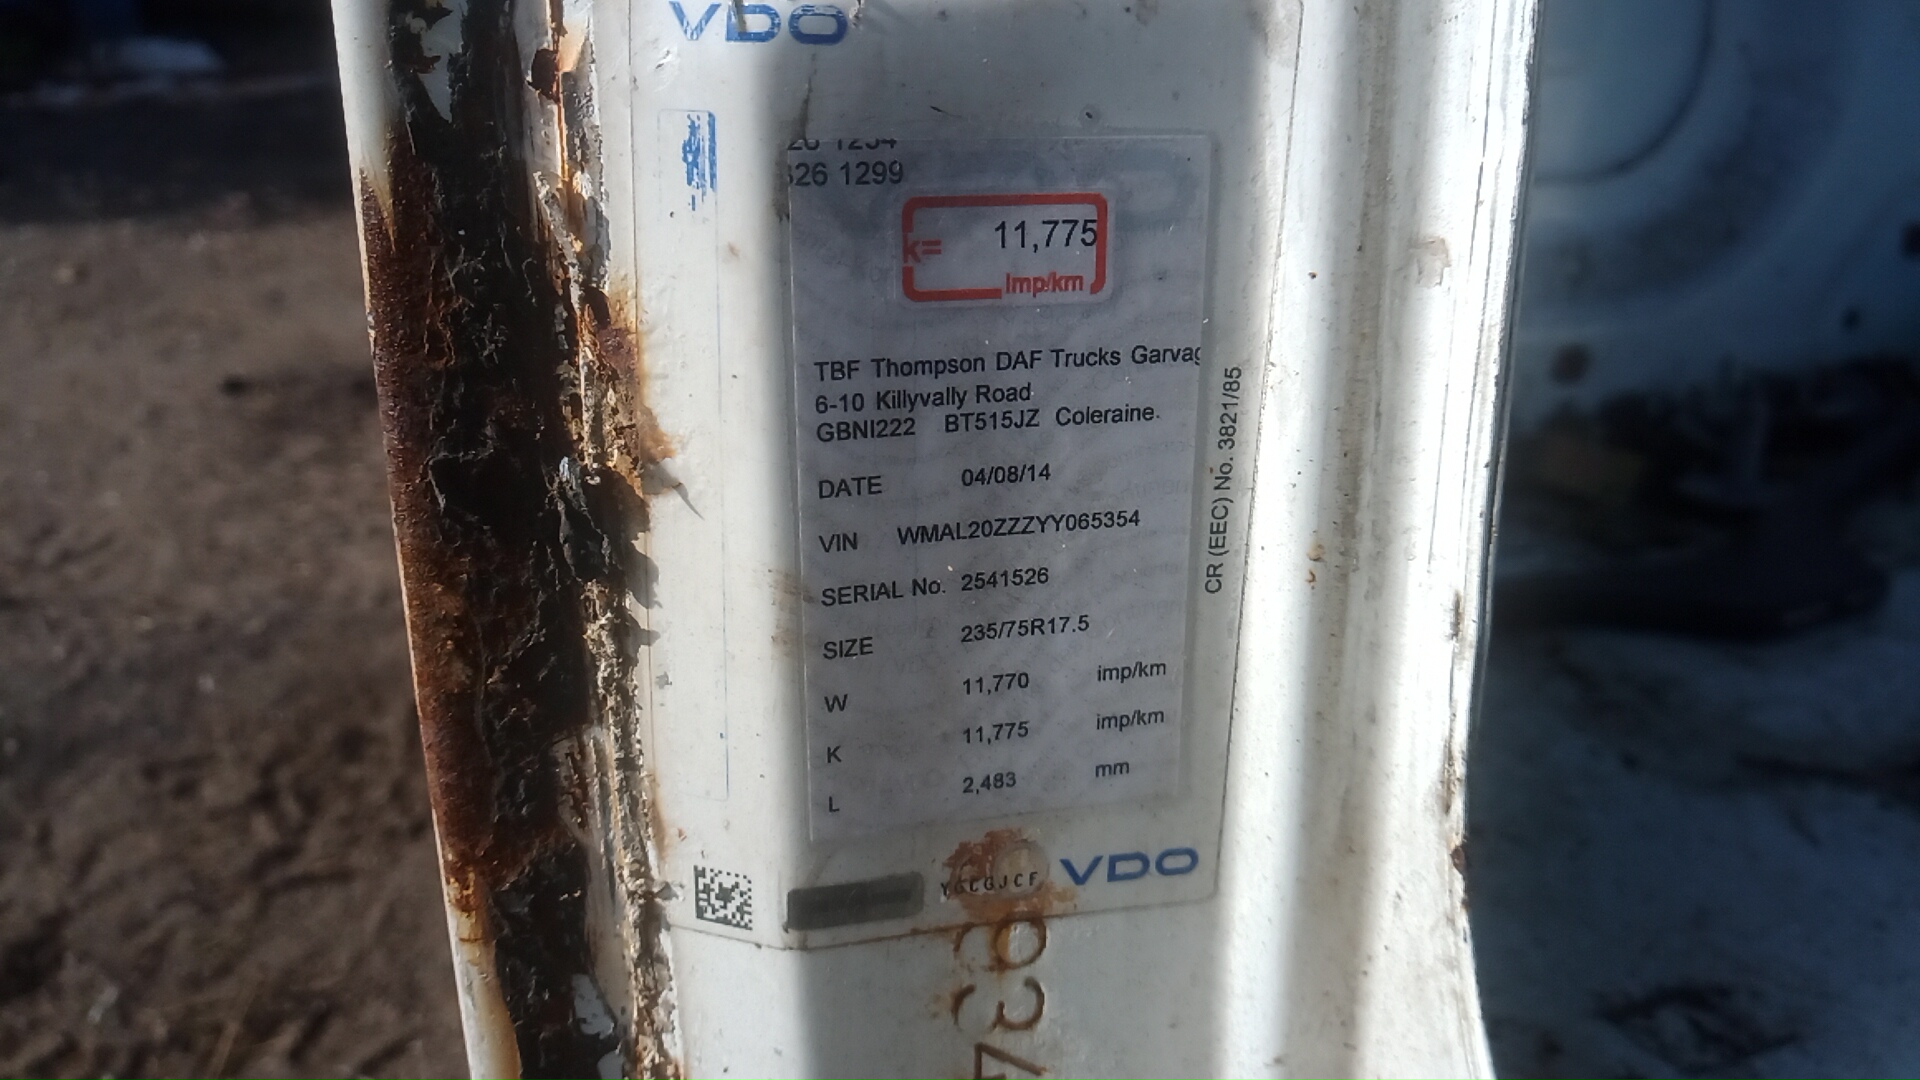 VDO
26 1299
k= 11,775
Imp/km
TBF Thompson DAF Trucks Garvag
6-10 Killyvally Road
GBNI222 BT515JZ Coleraine.
DATE 04/08/14
VIN WMAL20ZZZYY065354
SERIAL No. 2541526
SIZE 235/75R17.5
W 11,770 imp/km
K 11,775 imp/km
L 2,483 mm
CR (EEC) No. 3821/85
VDO